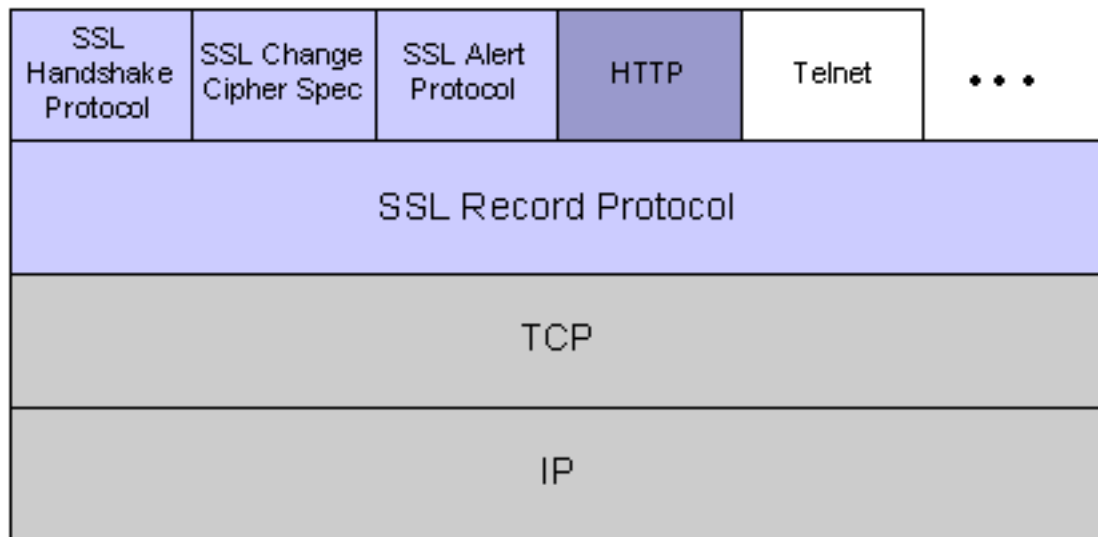 SSL
Handshake
Protocol
SSL Change
Cipher Spec
SSL Alert
Protocol
HTTP
Telnet
•••
SSL Record Protocol
TCP
IP